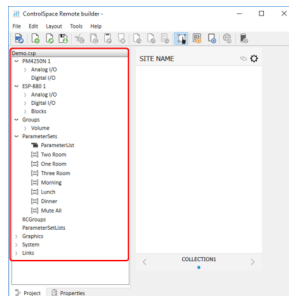 ControlSpace Remote builder -
File Edit Layout Tools Help
Demo.csp
PM4250N 1
Analog I/O
Digital I/O
ESP-880 1
Analog I/O
Digital I/O
Blocks
Groups
Volume
ParameterSets
ParameterList
Two Room
One Room
Three Room
Morning
Lunch
Dinner
Mute All
RCGroups
ParameterSetLists
Graphics
System
Links
SITE NAME
COLLECTION1
Project Properties